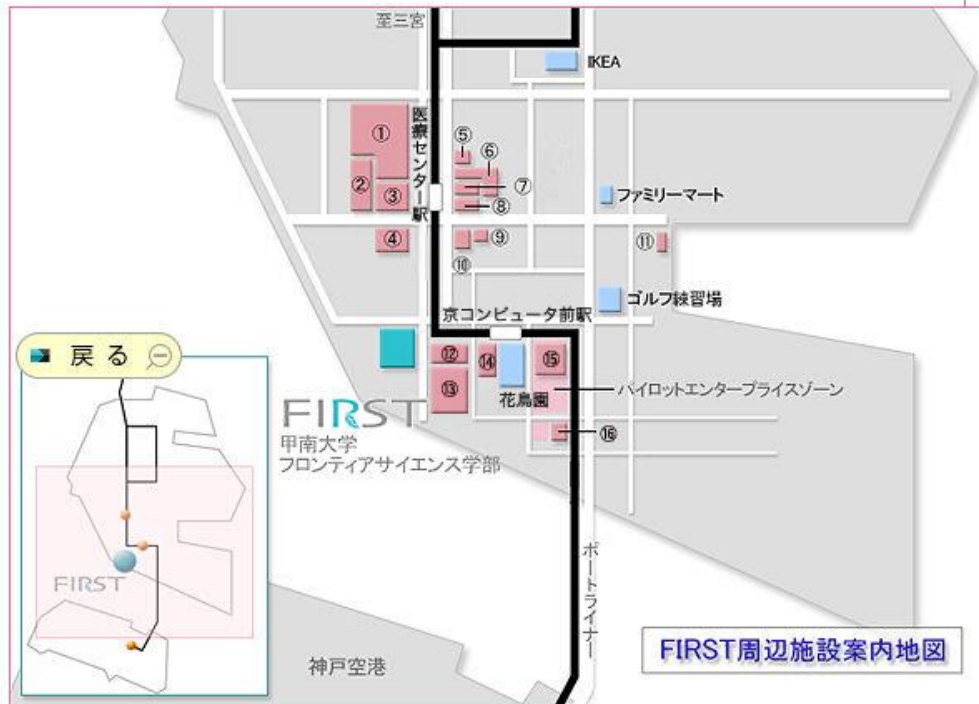 至三宮
IKEA
医療センター駅
①
②
③
④
⑤
⑥
⑦
⑧
⑨
⑩
ファミリーマート
⑪
ゴルフ練習場
京コンピュータ前駅
⑫
⑬
⑭
⑮
花鳥園
パイロットエンタープライズゾーン
⑯
FIRST
甲南大学
フロンティアサイエンス学部
戻る
FIRST
ポートライナー
神戸空港
FIRST周辺施設案内地図